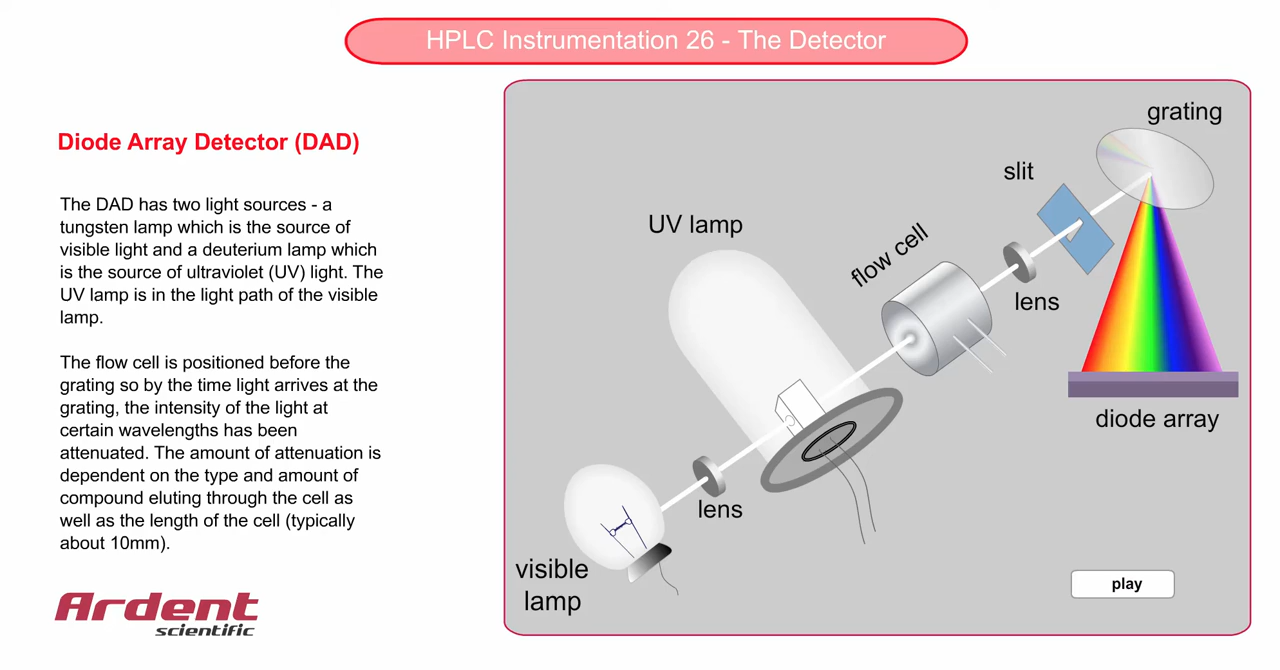 HPLC Instrumentation 26 - The Detector
Diode Array Detector (DAD)
The DAD has two light sources - a
tungsten lamp which is the source of
visible light and a deuterium lamp which
is the source of ultraviolet (UV) light. The
UV lamp is in the light path of the visible
lamp.
The flow cell is positioned before the
grating so by the time light arrives at the
grating, the intensity of the light at
certain wavelengths has been
attenuated. The amount of attenuation is
dependent on the type and amount of
compound eluting through the cell as
well as the length of the cell (typically
about 10mm).
Ardent
scientific
grating
slit
UV lamp
flow cell
lens
diode array
lens
visible
lamp
play